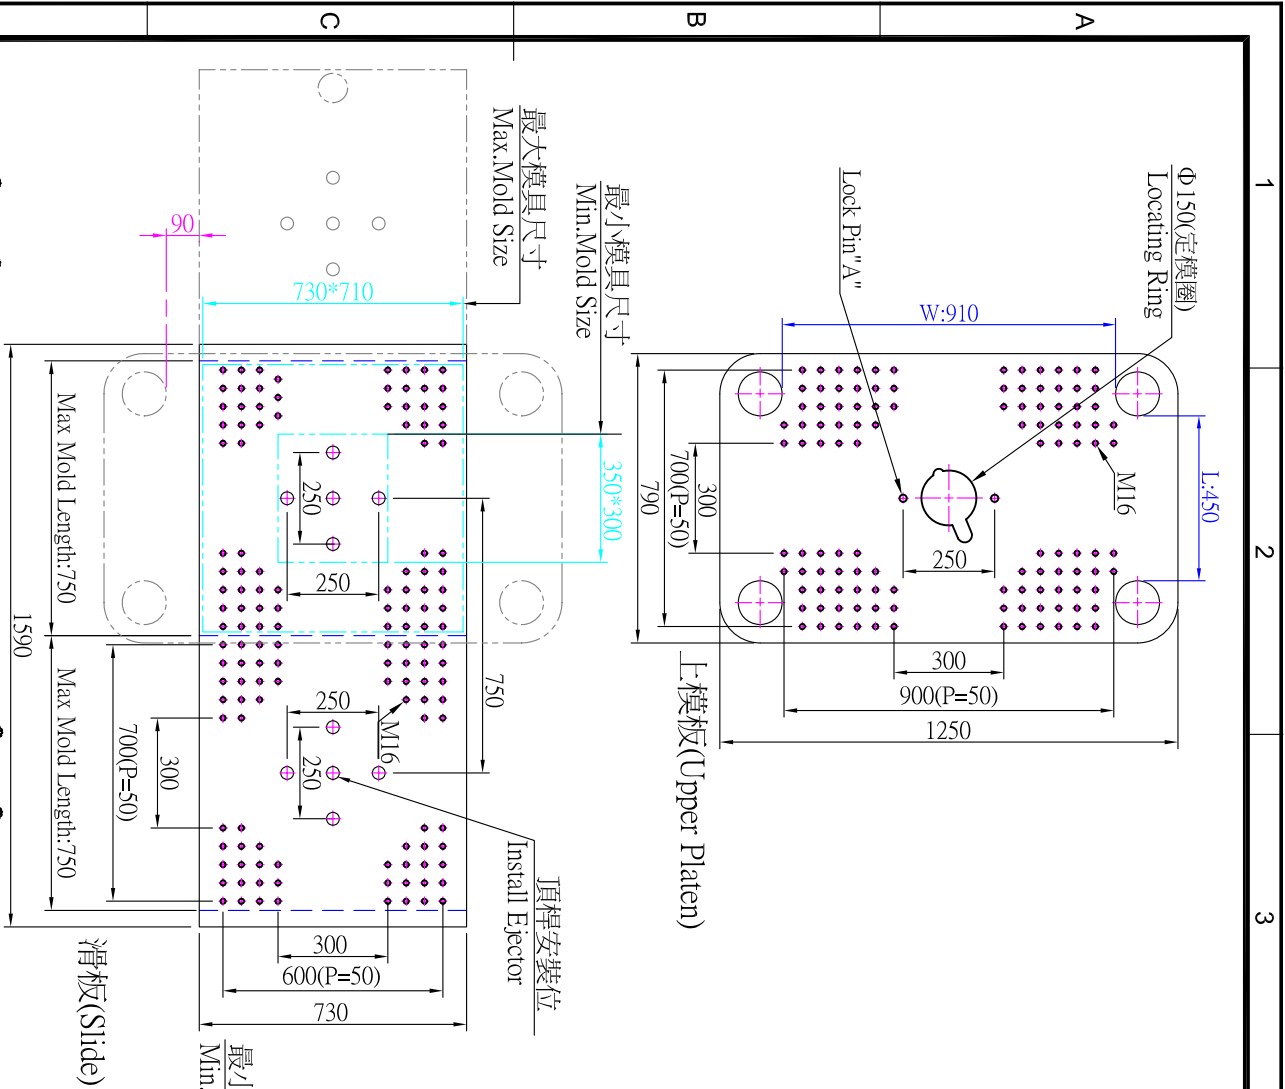 C
B
A
1
2
3
Φ150(定模圈)
Locating Ring
Lock Pin"A"
W:910
L:450
M16
250
300
700(P=50)
790
300
900(P=50)
1250
上模板(Upper Platen)
最大模具尺寸
Max.Mold Size
最小模具尺寸
Min.Mold Size
90
730*710
350*300
250
250
750
250
250
M16
Max Mold Length:750
Max Mold Length:750
1590
300
700(P=50)
頂桿安裝位
Install Ejector
300
600(P=50)
730
滑板(Slide)
最小
Min.